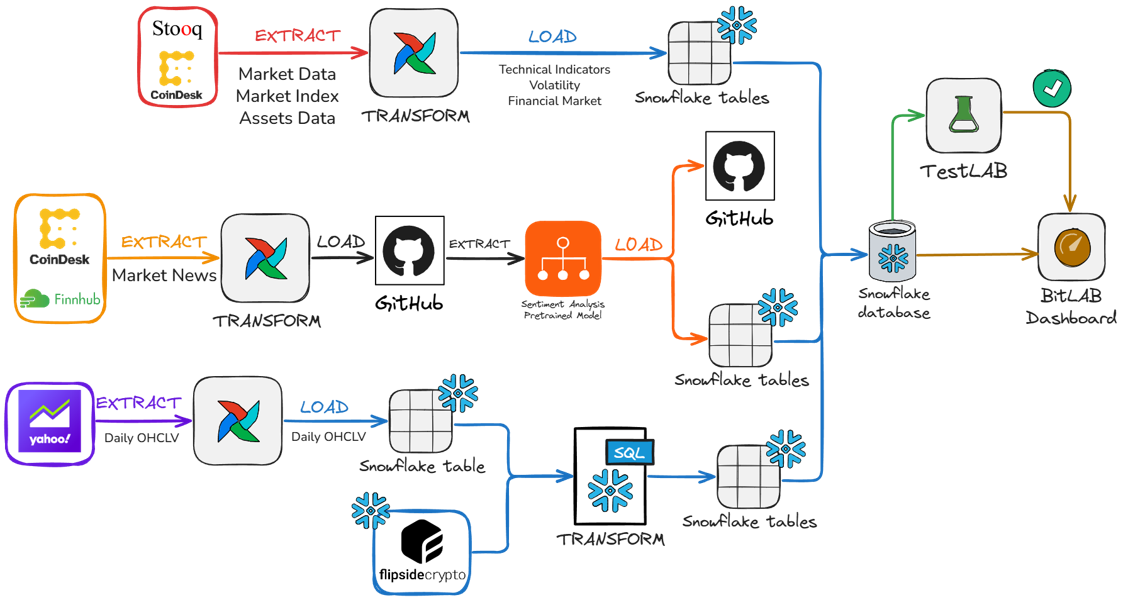 Stooq
CoinDesk
EXTRACT
Market Data
Market Index
Assets Data
TRANSFORM
LOAD
Technical Indicators
Volatility
Financial Market
Snowflake tables
CoinDesk
Finnhub
EXTRACT
Market News
TRANSFORM
LOAD
GitHub
EXTRACT
Sentiment Analysis
Pretrained Model
LOAD
GitHub
Snowflake tables
yahoo!
EXTRACT
Daily OHCLV
LOAD
Daily OHCLV
Snowflake table
flipsidecrypto
SQL
TRANSFORM
Snowflake tables
Snowflake
database
TestLAB
BitLAB
Dashboard